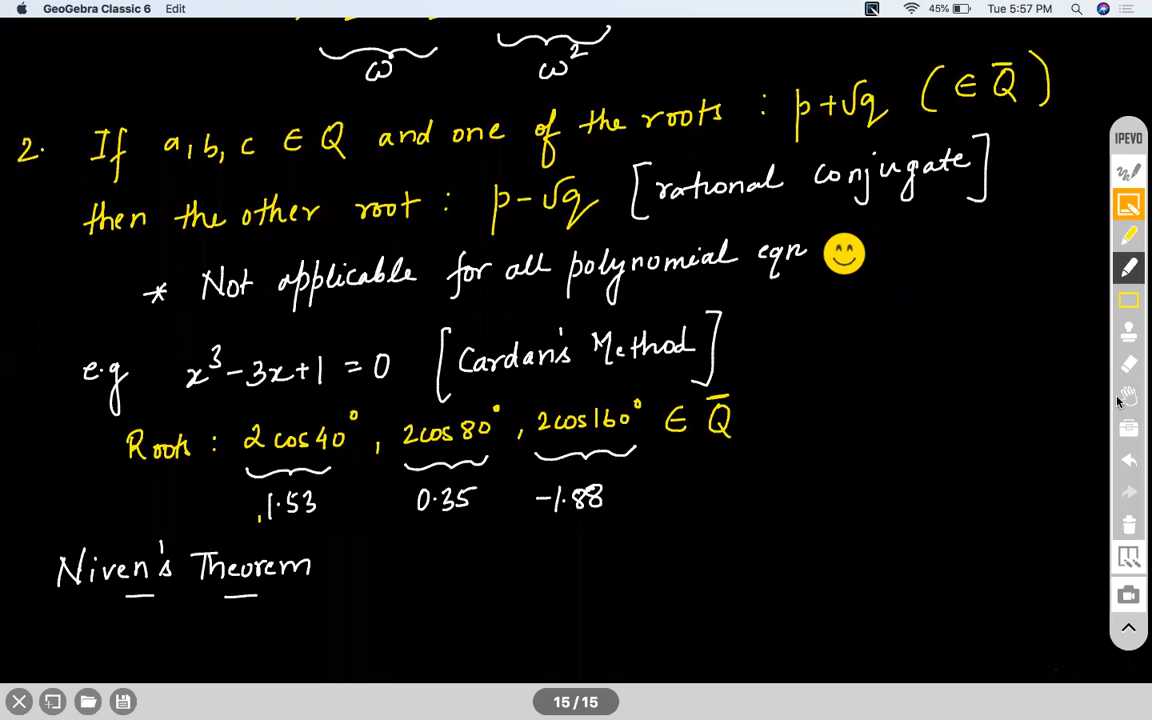 GeoGebra Classic 6 Edit 45% Tue 5:57 PM
ω ω²
2. If a, b, c ∈ Q and one of the roots : p+√q (∈ Q̅)
then the other root : p-√q [rational conjugate]
* Not applicable for all polynomial eqn
e.g x³-3x+1 = 0 [Cardan's Method]
Roots : 2cos40°, 2cos80°, 2cos160° ∈ Q̅
1.53 0.35 -1.88
Niven's Theorem
IPEVO
15/15